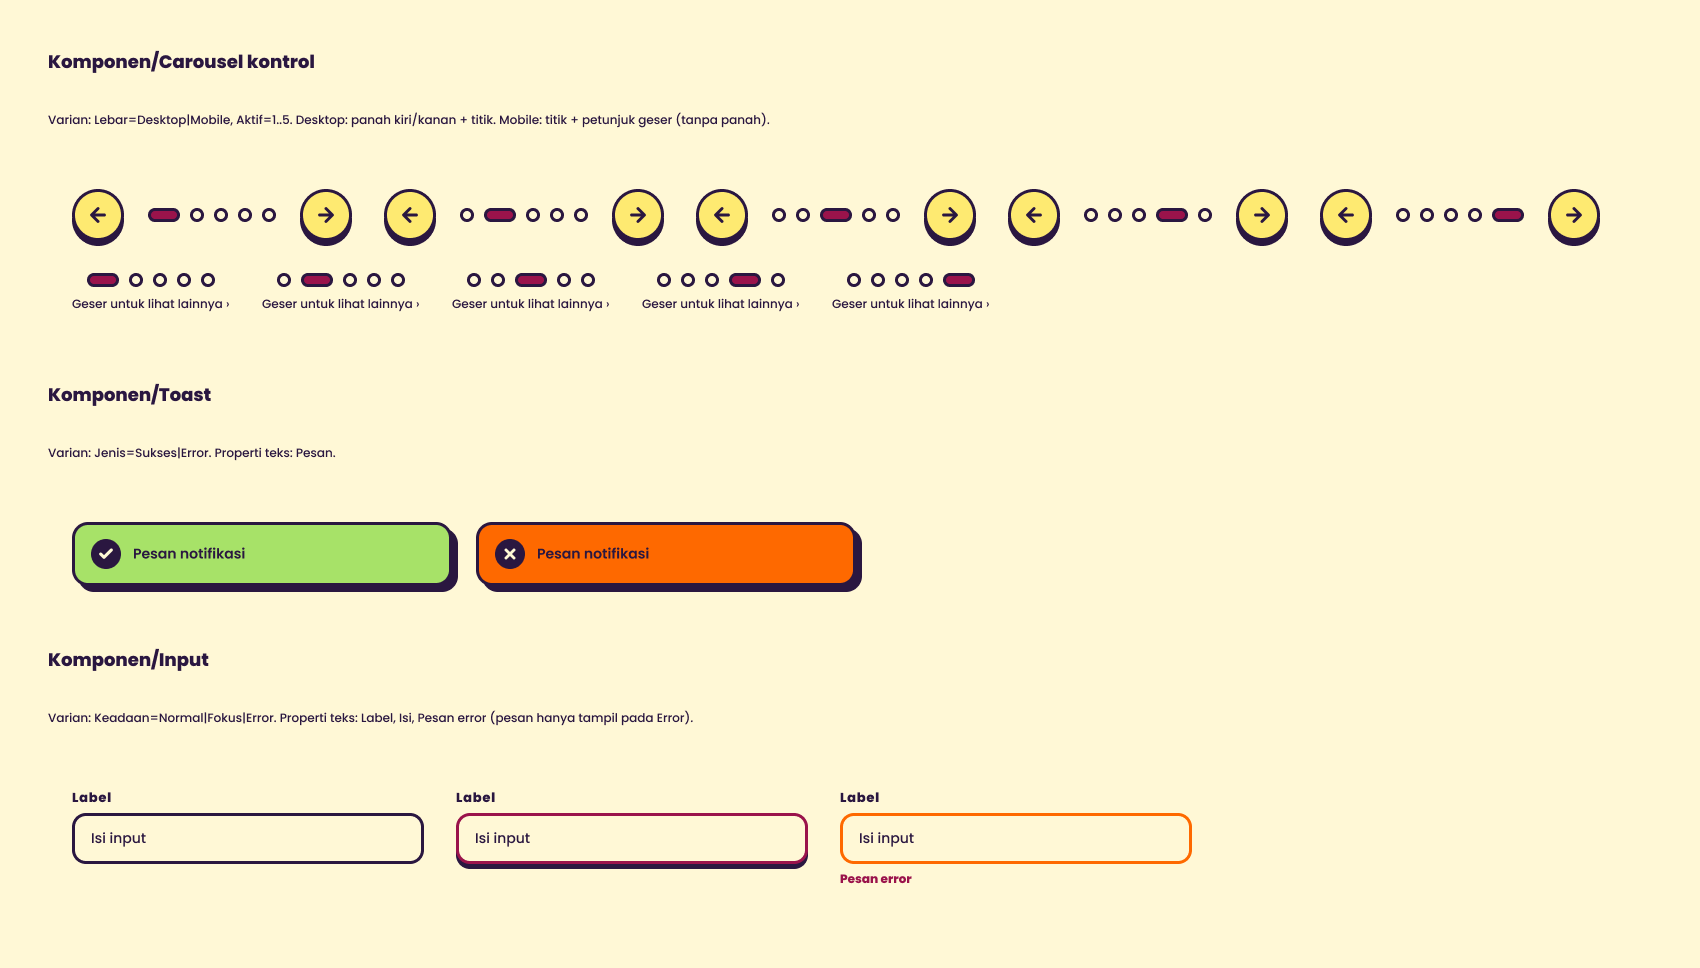 Komponen/Carousel kontrol
Varian: Lebar=Desktop|Mobile, Aktif=1..5. Desktop: panah kiri/kanan + titik. Mobile: titik + petunjuk geser (tanpa panah).
Geser untuk lihat lainnya › Geser untuk lihat lainnya › Geser untuk lihat lainnya › Geser untuk lihat lainnya › Geser untuk lihat lainnya ›
Komponen/Toast
Varian: Jenis=Sukses|Error. Properti teks: Pesan.
Pesan notifikasi Pesan notifikasi
Komponen/Input
Varian: Keadaan=Normal|Fokus|Error. Properti teks: Label, Isi, Pesan error (pesan hanya tampil pada Error).
Label Label Label
Isi input Isi input Isi input
Pesan error